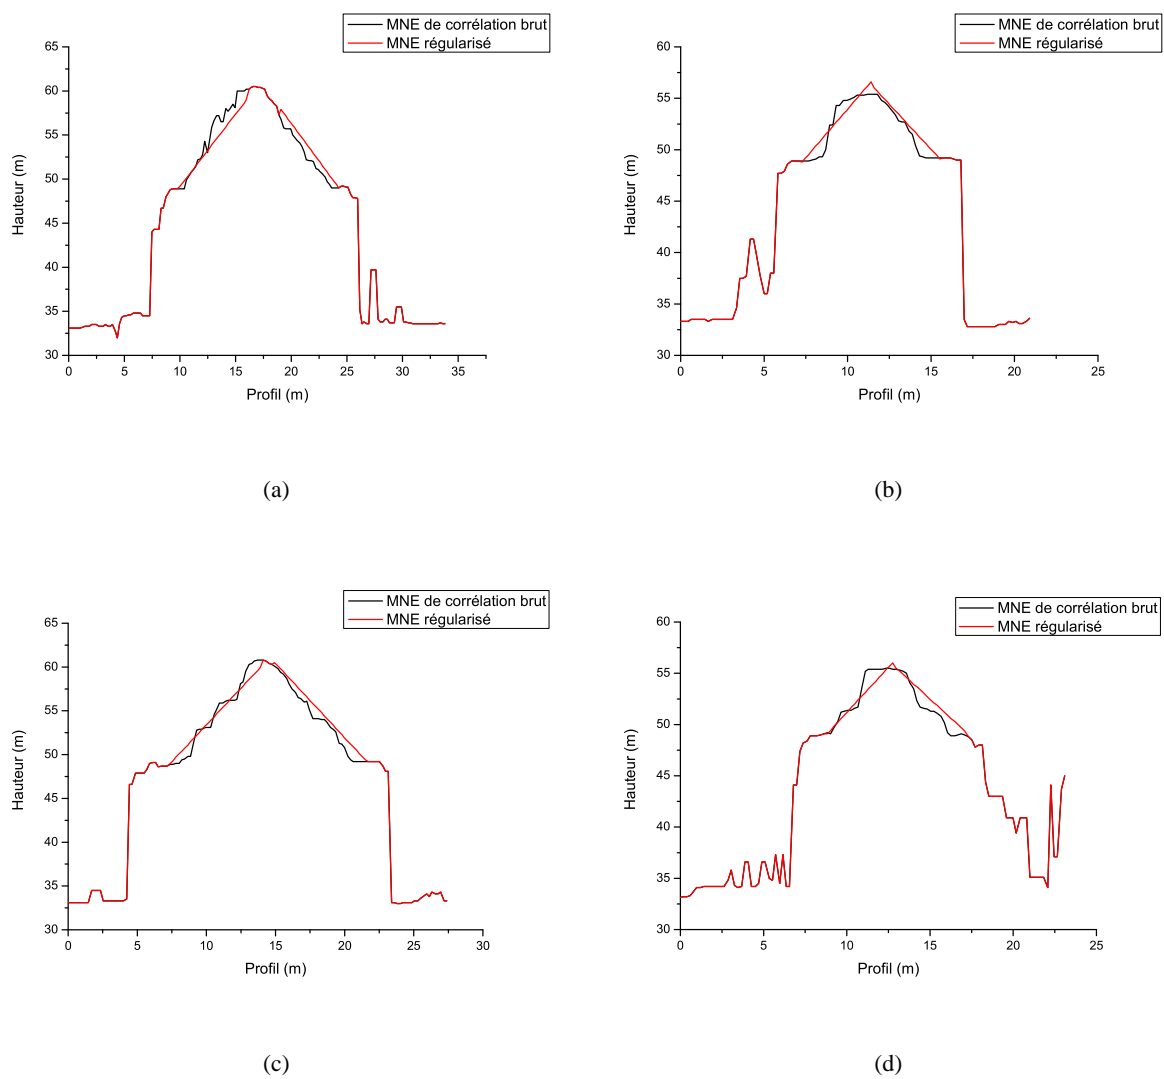 MNE de corrélation brut
MNE régularisé
65
60
55
50
45
40
35
30
Hauteur (m)
0 5 10 15 20 25 30 35
Profil (m)
(a)
MNE de corrélation brut
MNE régularisé
60
55
50
45
40
35
30
Hauteur (m)
0 5 10 15 20 25
Profil (m)
(b)
MNE de corrélation brut
MNE régularisé
65
60
55
50
45
40
35
30
Hauteur (m)
0 5 10 15 20 25 30
Profil (m)
(c)
MNE de corrélation brut
MNE régularisé
60
55
50
45
40
35
30
Hauteur (m)
0 5 10 15 20 25
Profil (m)
(d)